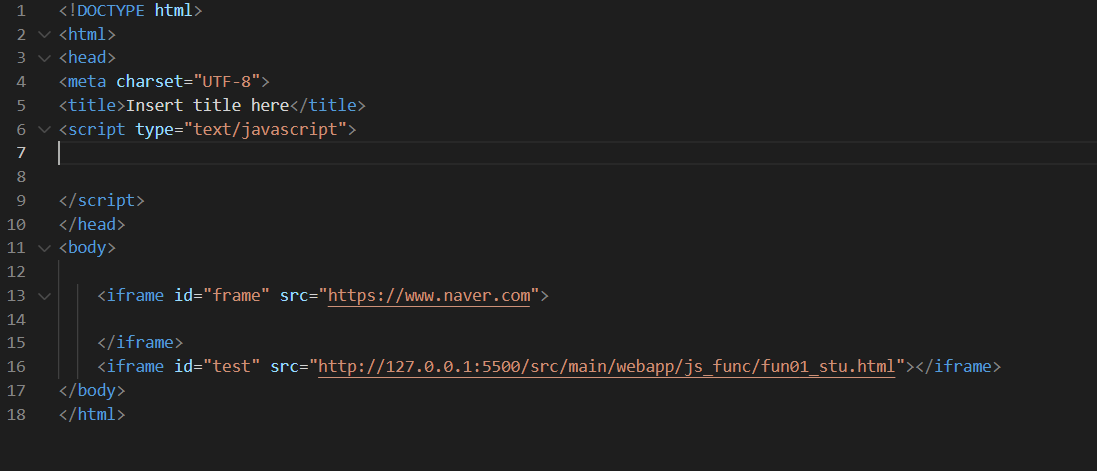 1 <!DOCTYPE html>
2 <html>
3 <head>
4 <meta charset="UTF-8">
5 <title>Insert title here</title>
6 <script type="text/javascript">
7
8
9 </script>
10 </head>
11 <body>
12
13 <iframe id="frame" src="https://www.naver.com">
14
15 </iframe>
16 <iframe id="test" src="http://127.0.0.1:5500/src/main/webapp/js_func/fun01_stu.html"></iframe>
17 </body>
18 </html>